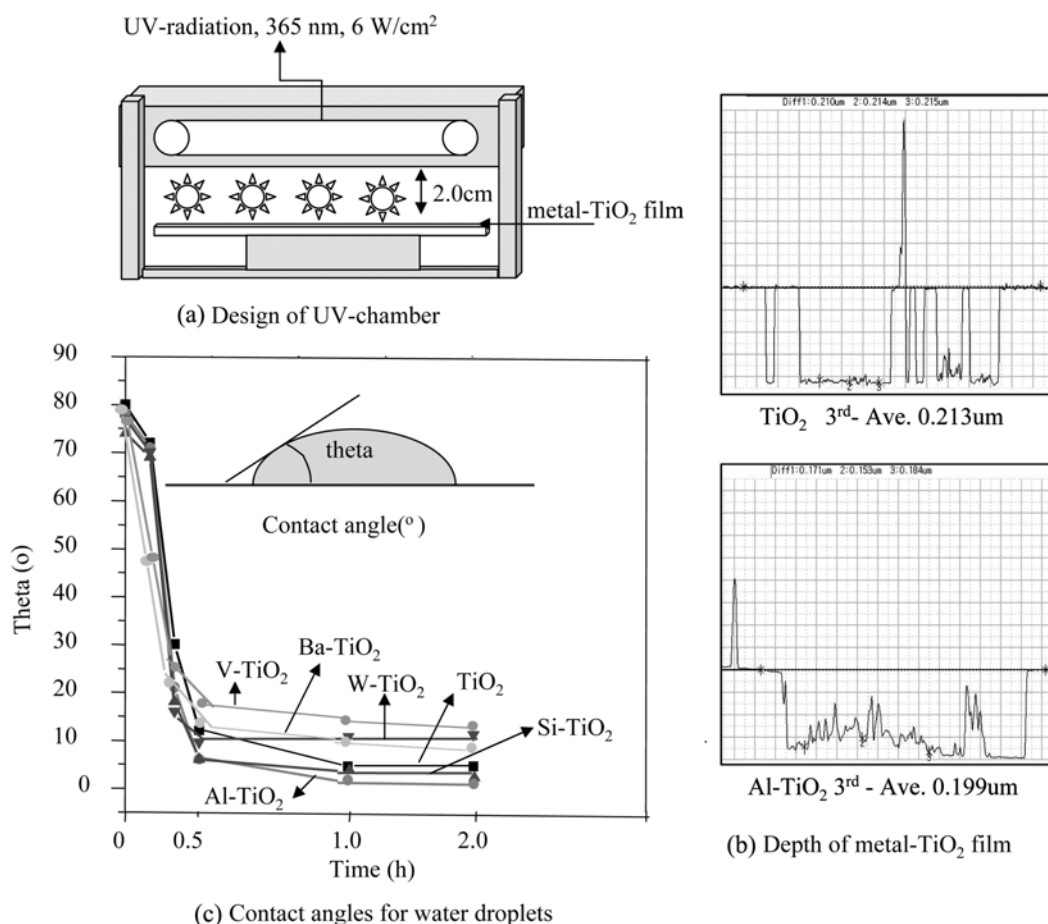 UV-radiation, 365 nm, 6 W/cm²
2.0cm
metal-TiO₂ film
(a) Design of UV-chamber
Diff1:0.210um 2:0.214um 3:0.215um
2 3
TiO₂ 3ʳᵈ- Ave. 0.213um
Diff1:0.171um 2:0.153um 3:0.184um
2 3
Al-TiO₂ 3ʳᵈ - Ave. 0.199um
(b) Depth of metal-TiO₂ film
90
80
70
60
50
40
30
20
10
0
Theta (o)
theta
Contact angle(°)
V-TiO₂
Ba-TiO₂
W-TiO₂
TiO₂
Si-TiO₂
Al-TiO₂
0 0.5 1.0 2.0
Time (h)
(c) Contact angles for water droplets